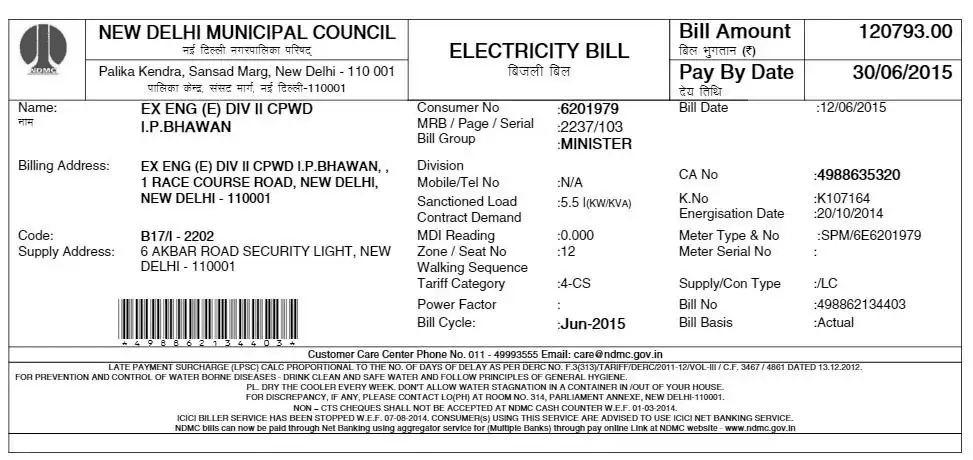 NDMC
NEW DELHI MUNICIPAL COUNCIL
नई दिल्ली नगरपालिका परिषद्
Palika Kendra, Sansad Marg, New Delhi - 110 001
पालिका केन्द्र, संसट मार्ग, नई दिल्ली-110001
ELECTRICITY BILL
बिजली बिल
Bill Amount 120793.00
बिल भुगतान (₹)
Pay By Date 30/06/2015
देय तिथि
Name: EX ENG (E) DIV II CPWD
नाम I.P.BHAWAN
Billing Address: EX ENG (E) DIV II CPWD I.P.BHAWAN, ,
1 RACE COURSE ROAD, NEW DELHI,
NEW DELHI - 110001
Code: B17/I - 2202
Supply Address: 6 AKBAR ROAD SECURITY LIGHT, NEW
DELHI - 110001
*498862134403*
Consumer No :6201979
MRB / Page / Serial :2237/103
Bill Group :MINISTER
Division
Mobile/Tel No :N/A
Sanctioned Load :5.5 I(KW/KVA)
Contract Demand
MDI Reading :0.000
Zone / Seat No :12
Walking Sequence
Tariff Category :4-CS
Power Factor :
Bill Cycle: :Jun-2015
Bill Date :12/06/2015
CA No :4988635320
K.No :K107164
Energisation Date :20/10/2014
Meter Type & No :SPM/6E6201979
Meter Serial No :
Supply/Con Type :/LC
Bill No :498862134403
Bill Basis :Actual
Customer Care Center Phone No. 011 - 49993555 Email: care@ndmc.gov.in
LATE PAYMENT SURCHARGE (LPSC) CALC PROPORTIONAL TO THE NO. OF DAYS OF DELAY AS PER DERC NO. F.3(313)/TARIFF/DERC/2011-12/VOL-III / C.F. 3467 / 4861 DATED 13.12.2012.
FOR PREVENTION AND CONTROL OF WATER BORNE DISEASES - DRINK CLEAN AND SAFE WATER AND FOLLOW PRINCIPLES OF GENERAL HYGIENE.
PL. DRY THE COOLER EVERY WEEK. DON'T ALLOW WATER STAGNATION IN A CONTAINER IN /OUT OF YOUR HOUSE.
FOR DISCREPANCY, IF ANY, PLEASE CONTACT LO(PH) AT ROOM NO. 314, PARLIAMENT ANNEXE, NEW DELHI-110001.
NON – CTS CHEQUES SHALL NOT BE ACCEPTED AT NDMC CASH COUNTER W.E.F. 01-03-2014.
ICICI BILLER SERVICE HAS BEEN STOPPED W.E.F. 07-08-2014. CONSUMER(s) USING THIS SERVICE ARE ADVISED TO USE ICICI NET BANKING SERVICE.
NDMC bills can now be paid through Net Banking using aggregator service for (Multiple Banks) through pay online Link at NDMC website - www.ndmc.gov.in